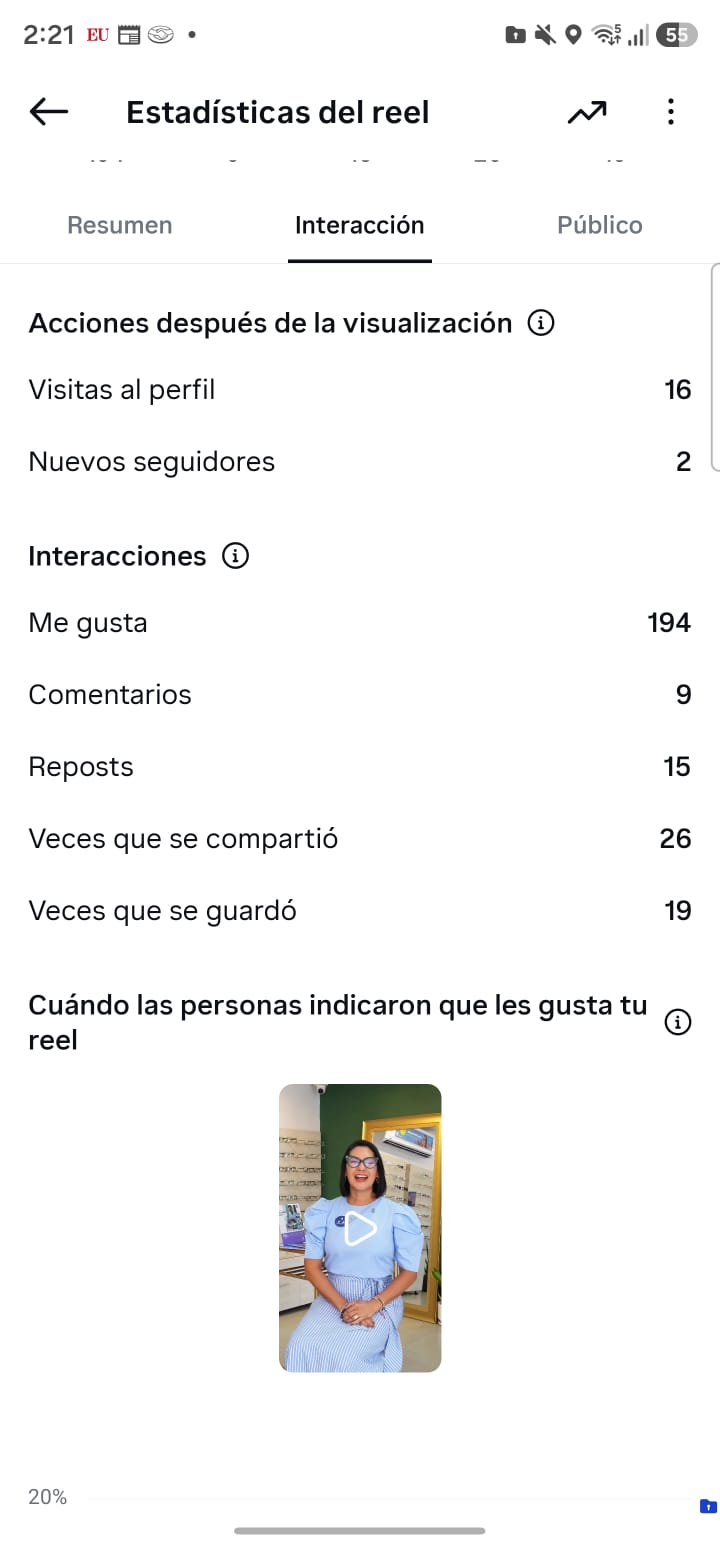 2:21 EU 5 55
Estadísticas del reel
Resumen Interacción Público
Acciones después de la visualización
Visitas al perfil 16
Nuevos seguidores 2
Interacciones
Me gusta 194
Comentarios 9
Reposts 15
Veces que se compartió 26
Veces que se guardó 19
Cuándo las personas indicaron que les gusta tu
reel
20%